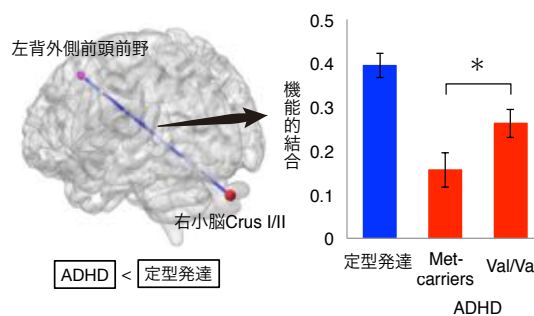 左背外側前頭前野
右小脳Crus I/II
ADHD < 定型発達
機能的結合
0.5
0.4
0.3
0.2
0.1
0
*
定型発達
Met-
carriers
Val/Va
ADHD